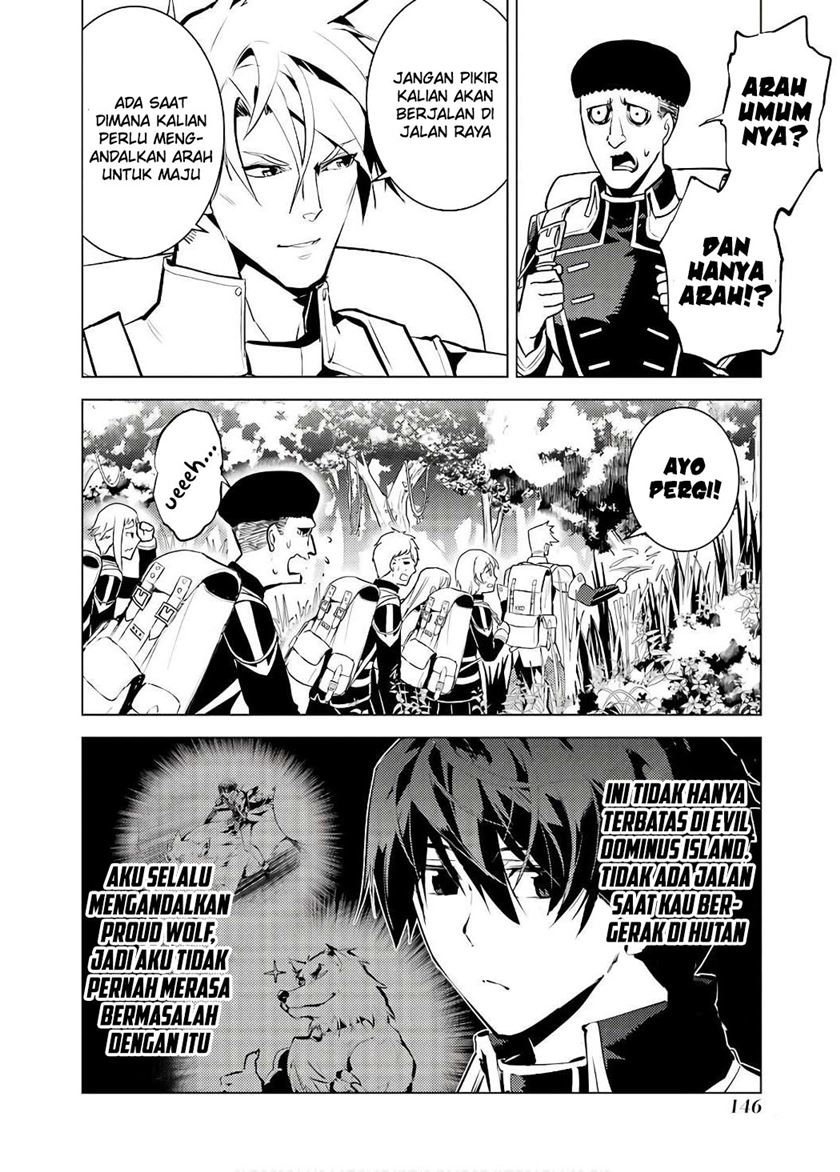 ARAH
UMUM
NYA?
DAN
HANYA
ARAH!?
JANGAN PIKIR
KALIAN AKAN
BERJALAN DI
JALAN RAYA
ADA SAAT
DIMANA KALIAN
PERLU MENG-
ANDALKAN ARAH
UNTUK MAJU
AYO
PERGI!
ueeeh...
INI TIDAK HANYA
TERBATAS DI EVIL
DOMINUS ISLAND.
TIDAK ADA JALAN
SAAT KAU BER-
GERAK DI HUTAN
AKU SELALU
MENGANDALKAN
PROUD WOLF,
JADI AKU TIDAK
PERNAH MERASA
BERMASALAH
DENGAN ITU
146